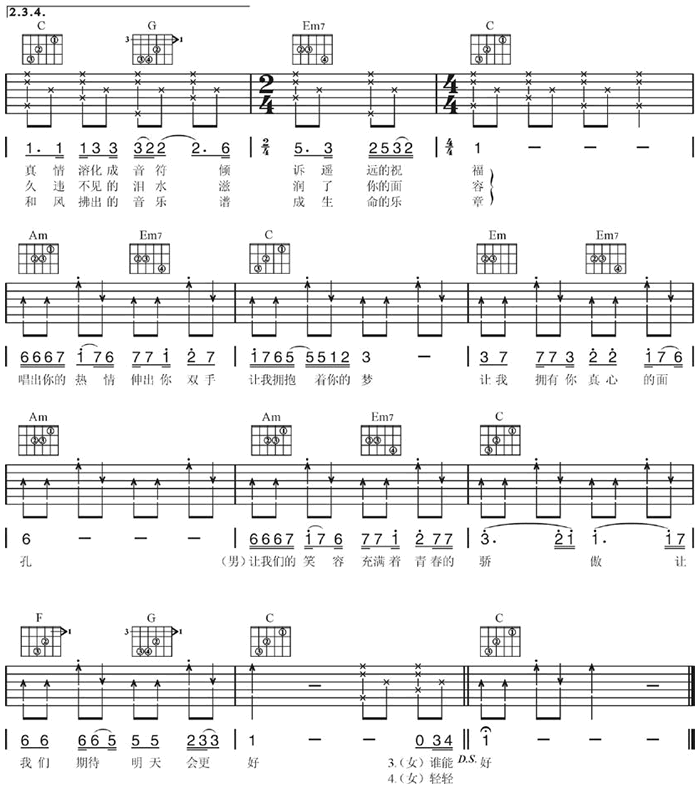 2.3.4.
C G Em7 C
3 1
2/4 4/4
1. 1 1 3 3 3 2 2 2. 6 2/4 5. 3 2 5 3 2 4/4 1 — — —
真 情 溶化 成 音 符 倾 诉 遥 远的 祝 福
久 违 不见 的 泪 水 滋 润 了 你的 面 容
和 风 拂出 的 音 乐 谱 成 生 命的 乐 章
Am Em7 C Em Em7
6 6 6 7 1 7 6 7 7 1 2 7 1 7 6 5 5 5 1 2 3 — 3 7 7 7 3 2 2 1 7 6
唱出你的 热 情 伸出 你 双 手 让我拥抱 着你的 梦 让 我 拥有 你 真 心 的面
Am Am Em7 C
6 — — — 6 6 6 7 1 7 6 7 7 1 2 7 7 3. 2 1 1. 1 7
孔 (男)让我们的 笑 容 充满 着 青 春的 骄 傲 让
F G C C
1 3 1
6 6 6 6 5 5 5 2 3 3 1 — — 0 3 4 1 — — —
我 们 期待 明 天 会更 好 3.(女)谁能 D.S. 好
4.(女)轻轻